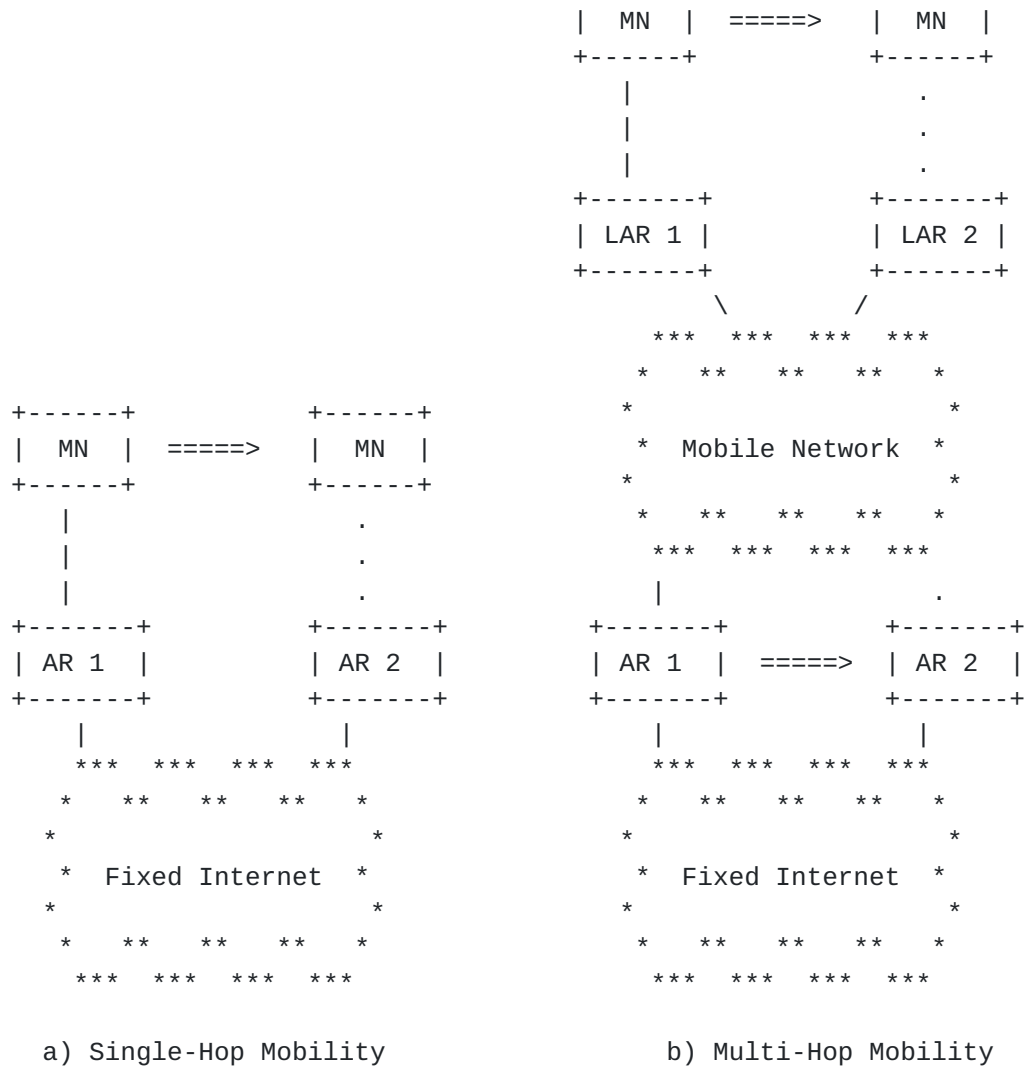 |  MN  |  =====>   |  MN  |
+------+           +------+
|                  .
|                  .
|                  .
+-------+          +-------+
| LAR 1 |          | LAR 2 |
+-------+          +-------+
\        /
***  ***  ***  ***
*   **   **   **   *
+------+           +------+            *                    *
|  MN  |  =====>   |  MN  |             *  Mobile Network  *
+------+           +------+            *                    *
|                  .                 *   **   **   **   *
|                  .                  ***  ***  ***  ***
|                  .                  |                 .
+-------+          +-------+         +-------+          +-------+
| AR 1  |          | AR 2  |         | AR 1  |  =====>  | AR 2  |
+-------+          +-------+         +-------+          +-------+
|                |                   |                |
***  ***  ***  ***                   ***  ***  ***  ***
*   **   **   **   *                 *   **   **   **   *
*                    *               *                    *
*  Fixed Internet  *                 *  Fixed Internet  *
*                    *               *                    *
*   **   **   **   *                 *   **   **   **   *
***  ***  ***  ***                   ***  ***  ***  ***
a) Single-Hop Mobility                  b) Multi-Hop Mobility